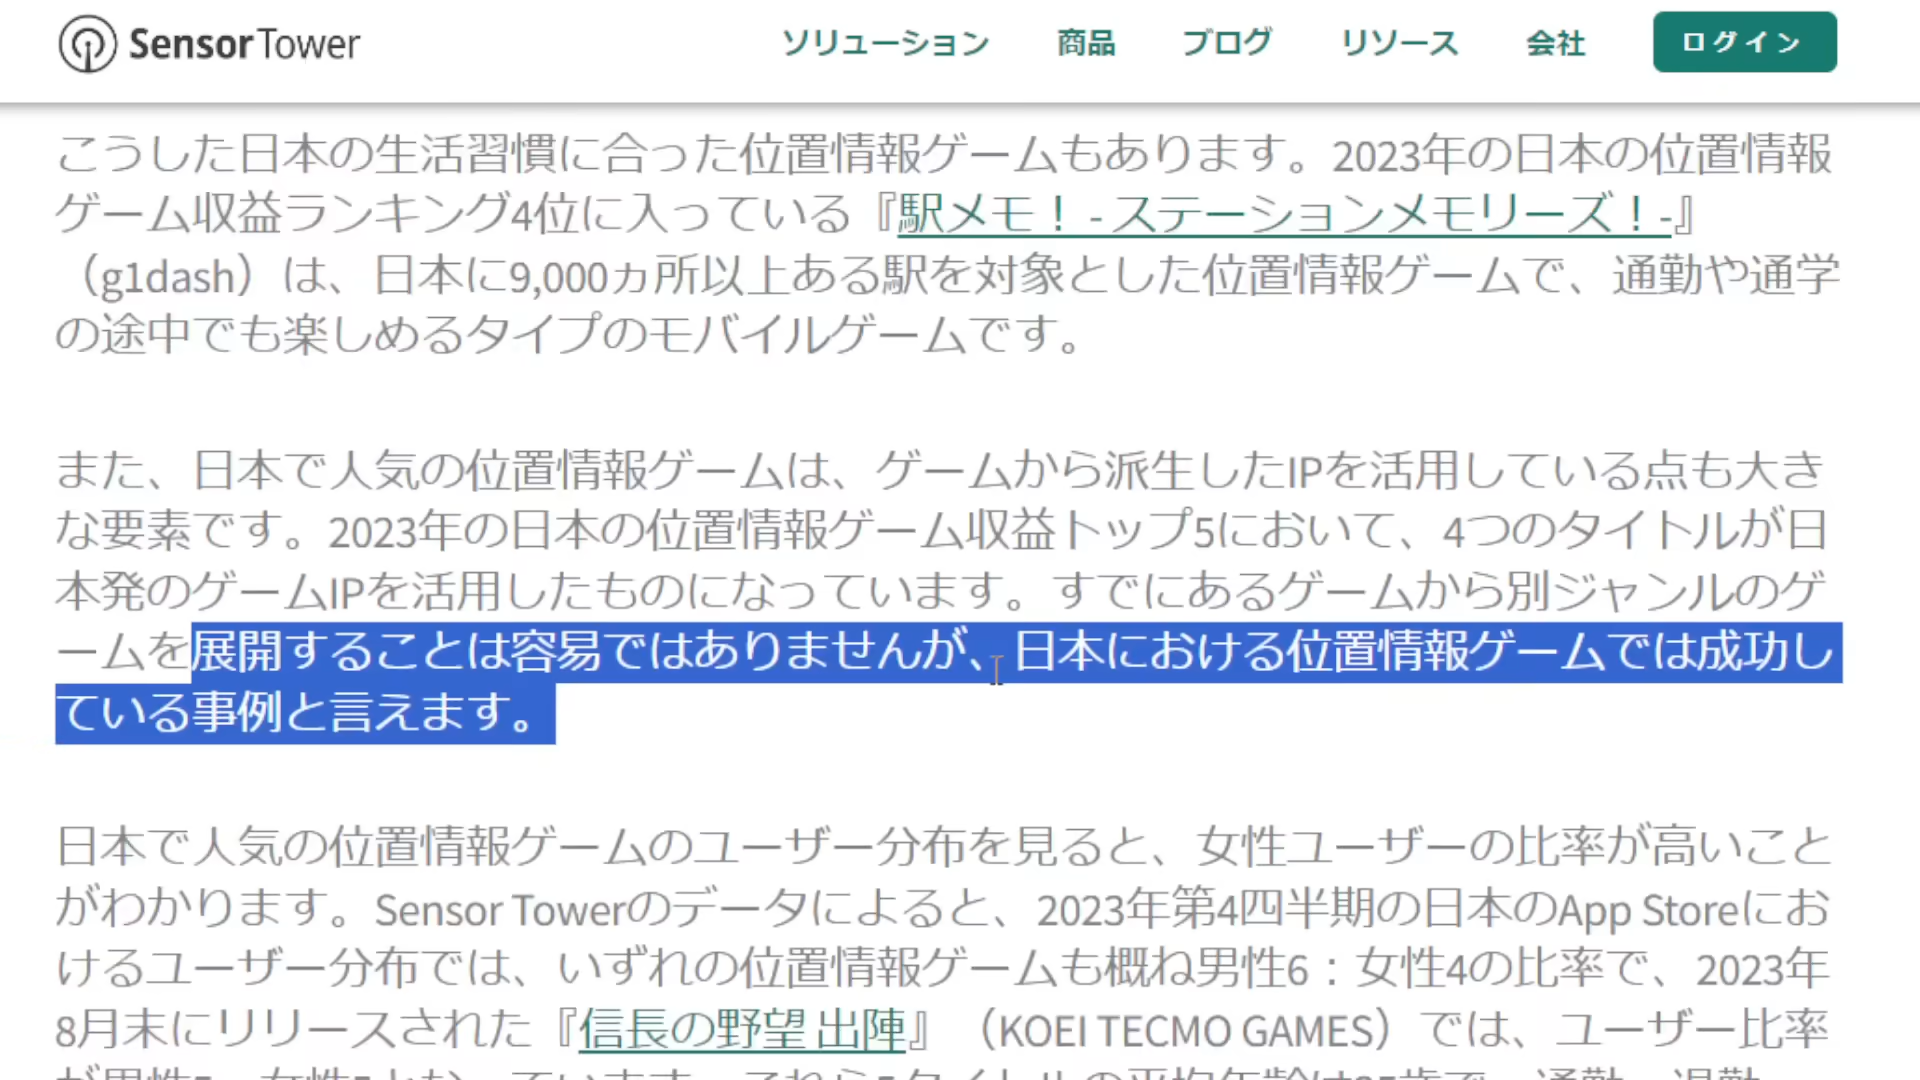 SensorTower
ソリューション 商品 ブログ リソース 会社 ログイン
こうした日本の生活習慣に合った位置情報ゲームもあります。2023年の日本の位置情報
ゲーム収益ランキング4位に入っている『駅メモ！ - ステーションメモリーズ！-』
（g1dash）は、日本に9,000ヵ所以上ある駅を対象とした位置情報ゲームで、通勤や通学
の途中でも楽しめるタイプのモバイルゲームです。
また、日本で人気の位置情報ゲームは、ゲームから派生したIPを活用している点も大き
な要素です。2023年の日本の位置情報ゲーム収益トップ5において、4つのタイトルが日
本発のゲームIPを活用したものになっています。すでにあるゲームから別ジャンルのゲ
ームを展開することは容易ではありませんが、日本における位置情報ゲームでは成功し
ている事例と言えます。
日本で人気の位置情報ゲームのユーザー分布を見ると、女性ユーザーの比率が高いこと
がわかります。Sensor Towerのデータによると、2023年第4四半期の日本のApp Storeにお
けるユーザー分布では、いずれの位置情報ゲームも概ね男性6：女性4の比率で、2023年
8月末にリリースされた『信長の野望 出陣』（KOEI TECMO GAMES）では、ユーザー比率